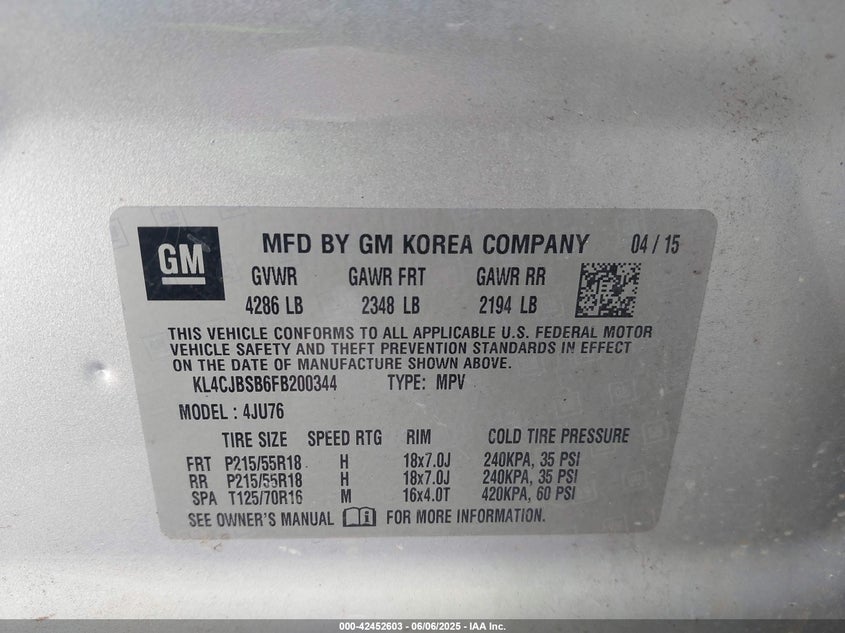 GM MFD BY GM KOREA COMPANY 04 / 15
GVWR GAWR FRT GAWR RR
4286 LB 2348 LB 2194 LB
THIS VEHICLE CONFORMS TO ALL APPLICABLE U.S. FEDERAL MOTOR
VEHICLE SAFETY AND THEFT PREVENTION STANDARDS IN EFFECT
ON THE DATE OF MANUFACTURE SHOWN ABOVE.
KL4CJBSB6FB200344 TYPE: MPV
MODEL : 4JU76
TIRE SIZE SPEED RTG RIM COLD TIRE PRESSURE
FRT P215/55R18 H 18x7.0J 240KPA, 35 PSI
RR P215/55R18 H 18x7.0J 240KPA, 35 PSI
SPA T125/70R16 M 16x4.0T 420KPA, 60 PSI
SEE OWNER'S MANUAL FOR MORE INFORMATION.
000-42452603 - 06/06/2025 - IAA Inc.